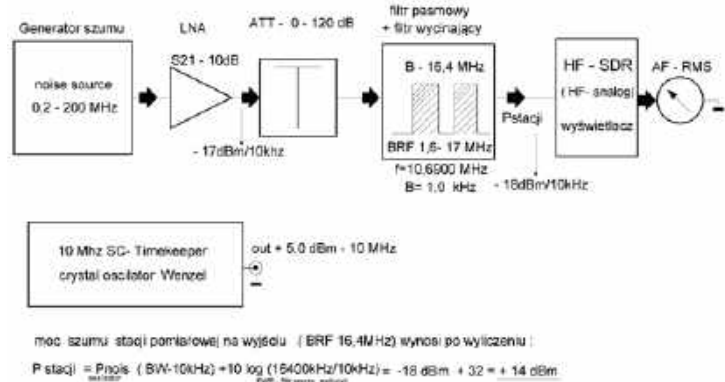 Generator szumu
noise source
0,2 - 200 MHz
LNA
S21 - 10dB
- 17dBm/10khz
ATT - 0 - 120 dB
filtr pasmowy
+ filtr wycinający
B - 16,4 MHz
BRF 1,6- 17 MHz
f=10,6900 MHz
B= 1,0 kHz
Pstacji
- 18dBm/10kHz
HF - SDR
( HF- analog)
wyświetlacz
AF - RMS
10 Mhz SC- Timekeeper
crystal oscilator Wenzel
out + 5.0 dBm - 10 MHz
moc szumu stacji pomiarowej na wyjściu ( BRF 16,4MHz) wynosi po wyliczeniu :
P stacji = Pnois ( BW-10kHz) +10 log (16400kHz/10kHz) = -18 dBm + 32 = + 14 dBm